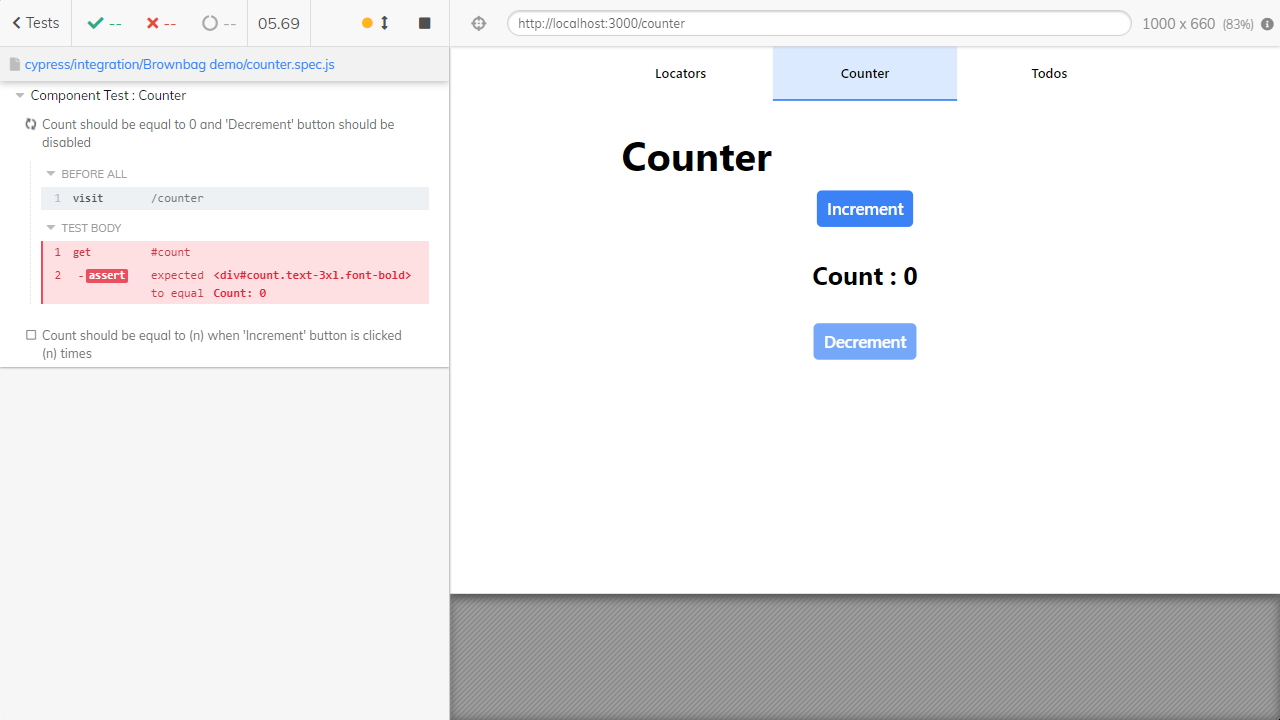 Tests
--
--
--
05.69
http://localhost:3000/counter
1000 x 660 (83%)
cypress/integration/Brownbag demo/counter.spec.js
Component Test : Counter
Count should be equal to 0 and 'Decrement' button should be
disabled
BEFORE ALL
1 visit /counter
TEST BODY
1 get #count
2 -assert expected <div#count.text-3xl.font-bold>
to equal Count: 0
Count should be equal to (n) when 'Increment' button is clicked
(n) times
Locators
Counter
Todos
Counter
Increment
Count : 0
Decrement